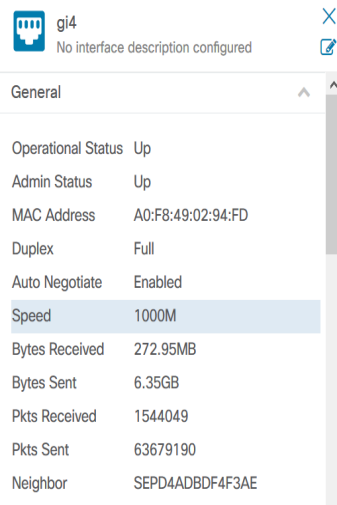 gi4
No interface description configured
General
Operational Status Up
Admin Status Up
MAC Address A0:F8:49:02:94:FD
Duplex Full
Auto Negotiate Enabled
Speed 1000M
Bytes Received 272.95MB
Bytes Sent 6.35GB
Pkts Received 1544049
Pkts Sent 63679190
Neighbor SEPD4ADBDF4F3AE